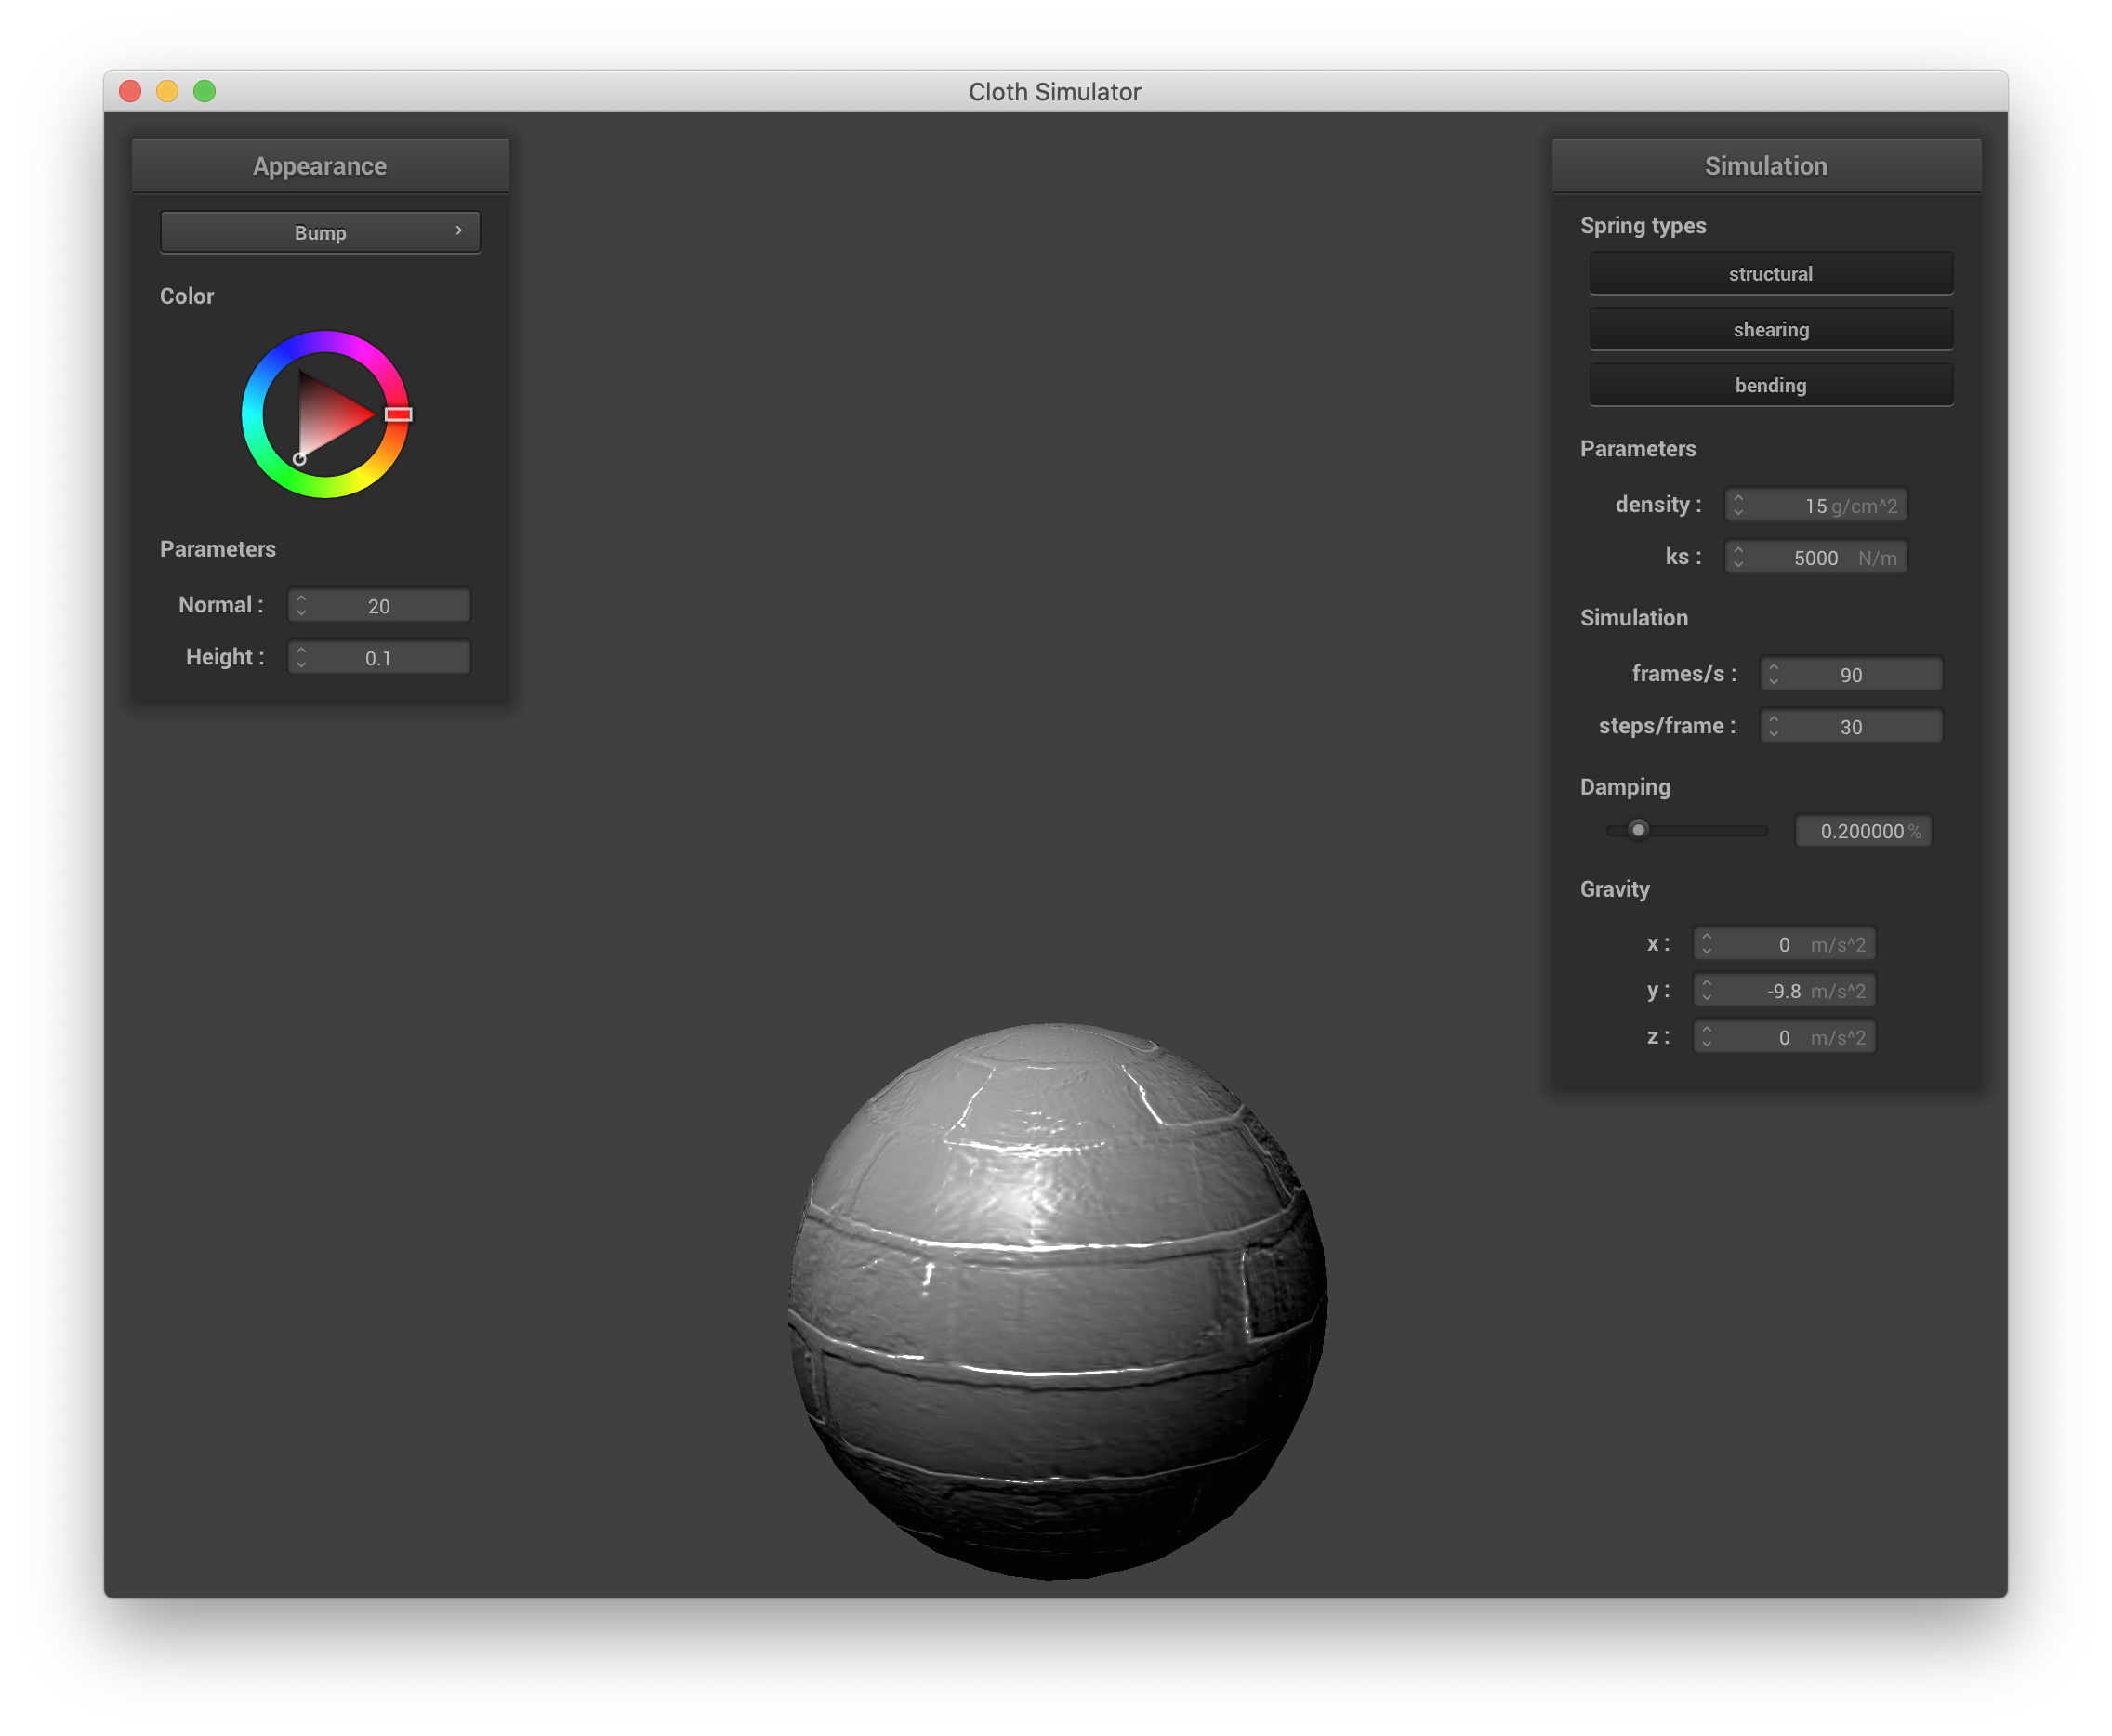 Cloth Simulator
Appearance
Bump
Color
Parameters
Normal : 20
Height : 0.1
Simulation
Spring types
structural
shearing
bending
Parameters
density : 15 g/cm^2
ks : 5000 N/m
Simulation
frames/s : 90
steps/frame : 30
Damping
0.200000 %
Gravity
x : 0 m/s^2
y : -9.8 m/s^2
z : 0 m/s^2